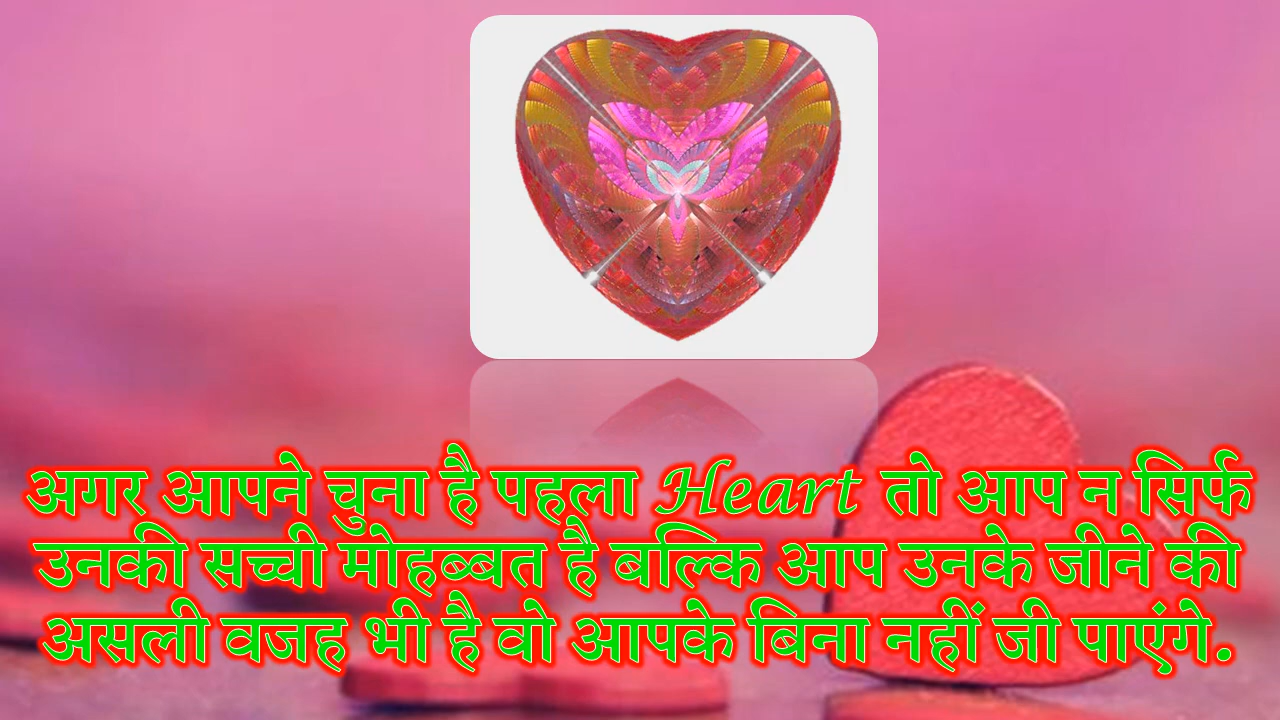 अगर आपने चुना है पहला Heart तो आप न सिर्फ
उनकी सच्ची मोहब्बत है बल्कि आप उनके जीने की
असली वजह भी है वो आपके बिना नहीं जी पाएंगे.